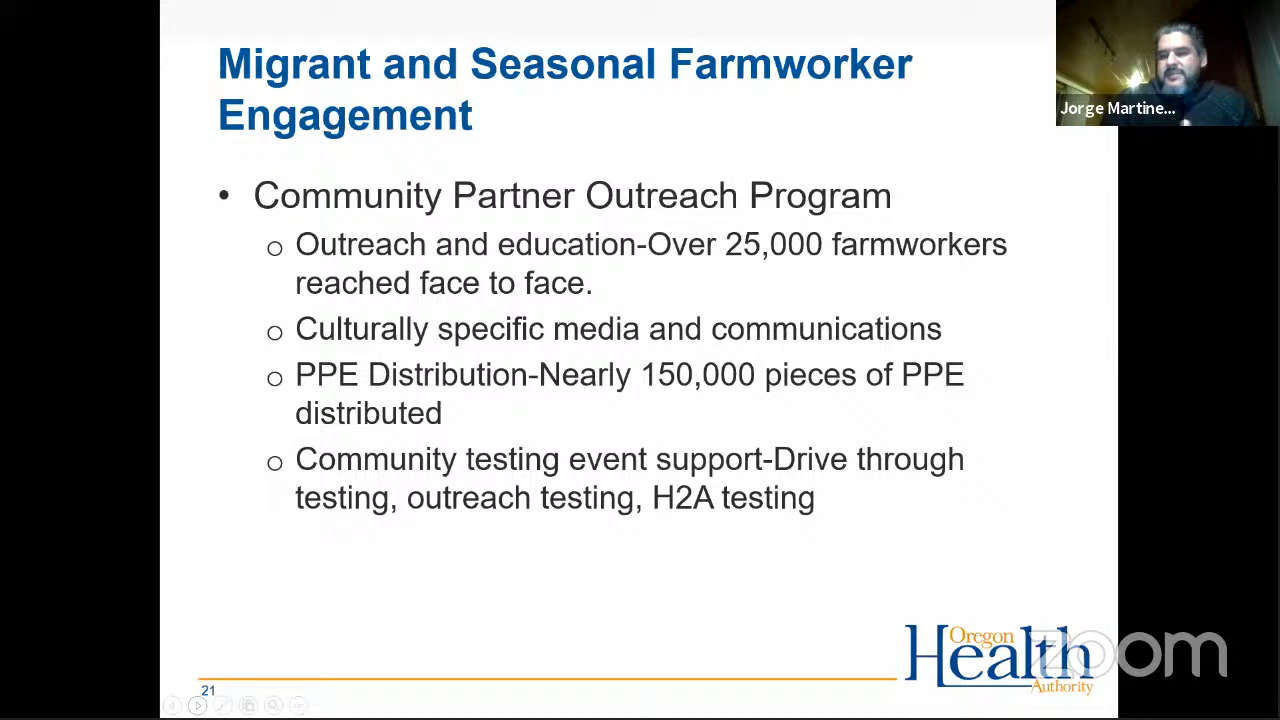 Migrant and Seasonal Farmworker
Engagement
Jorge Martine...
• Community Partner Outreach Program
o Outreach and education-Over 25,000 farmworkers
reached face to face.
o Culturally specific media and communications
o PPE Distribution-Nearly 150,000 pieces of PPE
distributed
o Community testing event support-Drive through
testing, outreach testing, H2A testing
Oregon
Health
Authority
zoom
21